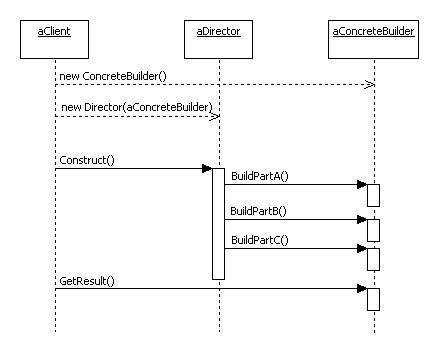 aClient
aDirector
aConcreteBuilder
new ConcreteBuilder()
new Director(aConcreteBuilder)
Construct()
BuildPartA()
BuildPartB()
BuildPartC()
GetResult()